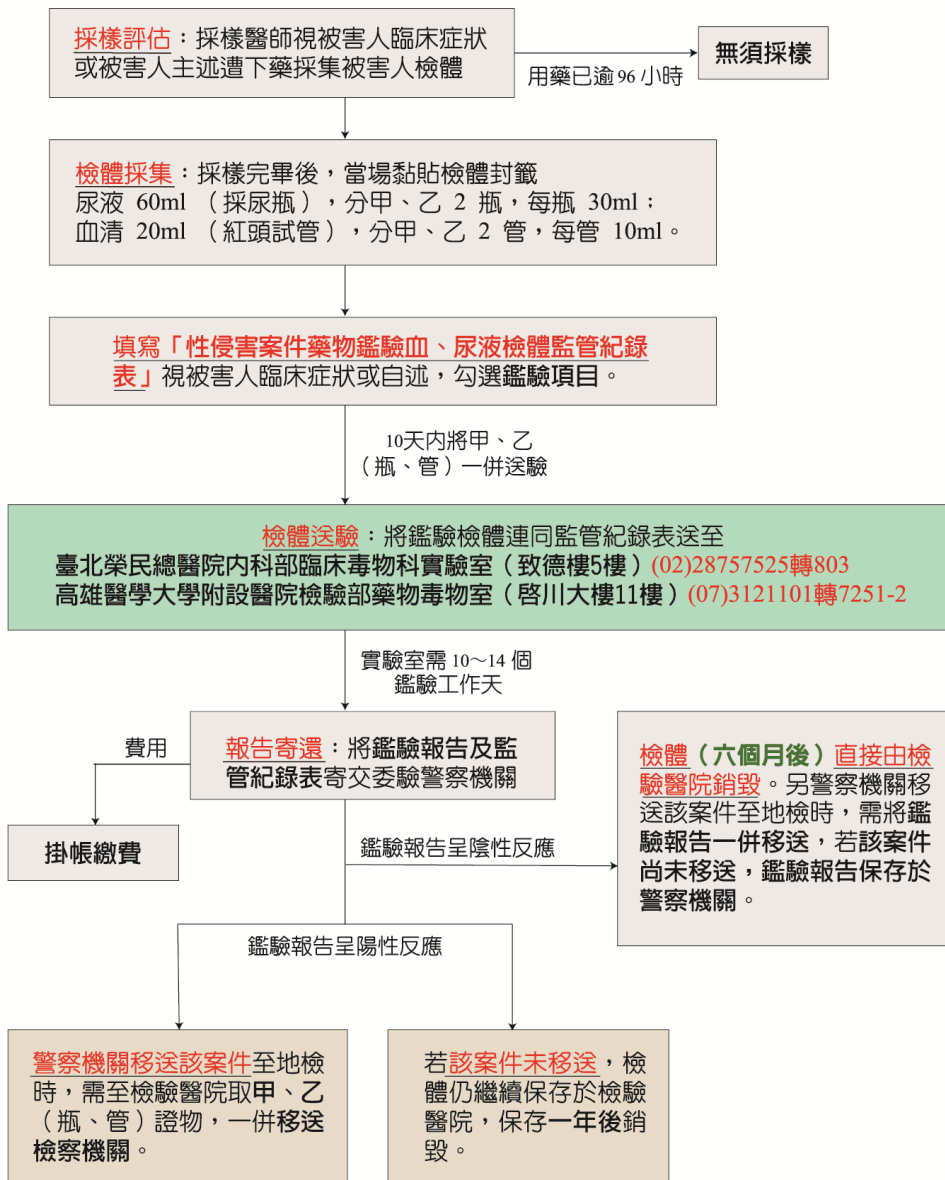 採樣評估：採樣醫師視被害人臨床症狀
或被害人主述遭下藥採集被害人檢體
無須採樣
用藥已逾 96 小時
檢體採集：採樣完畢後，當場黏貼檢體封籤
尿液 60ml （採尿瓶），分甲、乙 2 瓶，每瓶 30ml；
血清 20ml （紅頭試管），分甲、乙 2 管，每管 10ml。
填寫「性侵害案件藥物鑑驗血、尿液檢體監管紀錄
表」視被害人臨床症狀或自述，勾選鑑驗項目。
10天內將甲、乙
（瓶、管）一併送驗
檢體送驗：將鑑驗檢體連同監管紀錄表送至
臺北榮民總醫院內科部臨床毒物科實驗室（致德樓5樓）(02)28757525轉803
高雄醫學大學附設醫院檢驗部藥物毒物室（啓川大樓11樓）(07)3121101轉7251-2
實驗室需 10～14 個
鑑驗工作天
費用
報告寄還：將鑑驗報告及監
管紀錄表寄交委驗警察機關
掛帳繳費
鑑驗報告呈陰性反應
檢體（六個月後）直接由檢
驗醫院銷毀。另警察機關移
送該案件至地檢時，需將鑑
驗報告一併移送，若該案件
尚未移送，鑑驗報告保存於
警察機關。
鑑驗報告呈陽性反應
警察機關移送該案件至地檢
時，需至檢驗醫院取甲、乙
（瓶、管）證物，一併移送
檢察機關。
若該案件未移送，檢
體仍繼續保存於檢驗
醫院，保存一年後銷
毀。